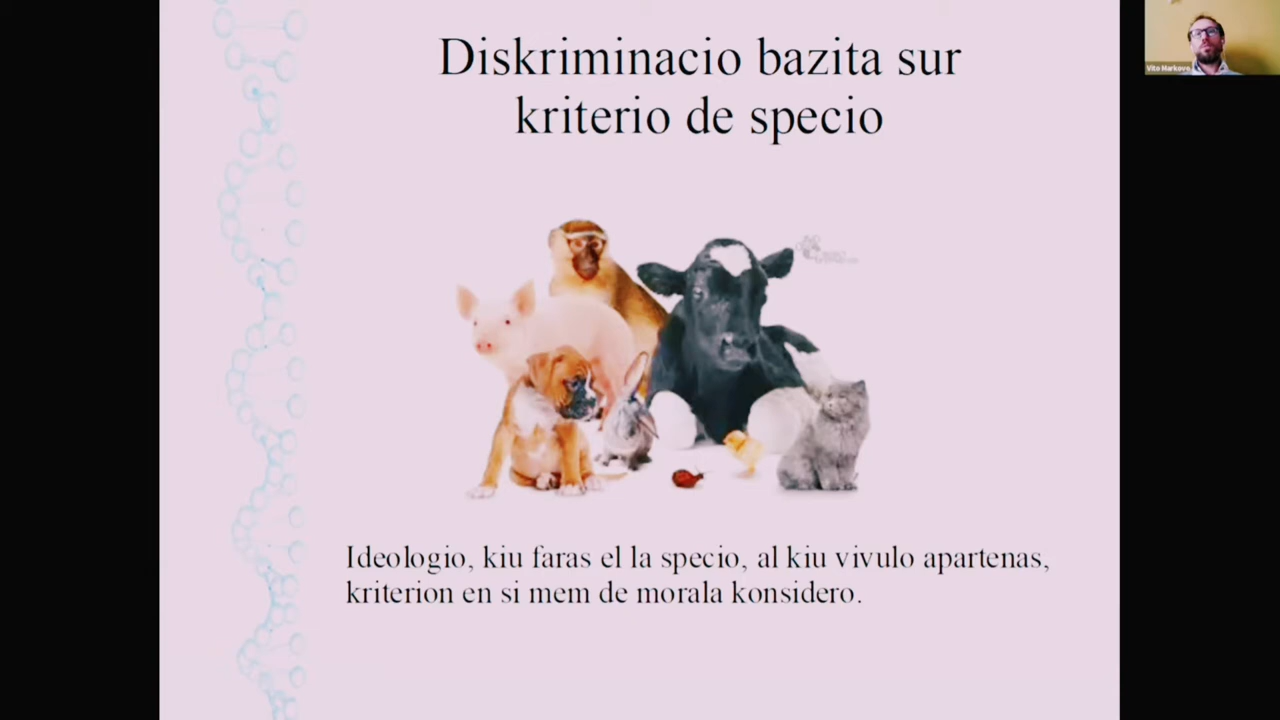 Diskriminacio bazita sur
kriterio de specio
Ideologio, kiu faras el la specio, al kiu vivulo apartenas,
kriterion en si mem de morala konsidero.
Vito Markovo